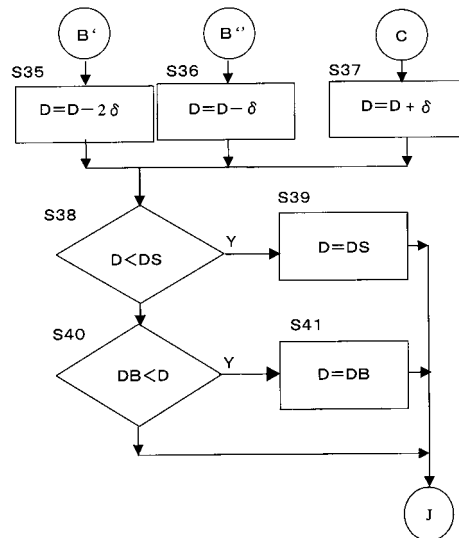 B'
B''
C
S35
S36
S37
D=D−2δ
D=D−δ
D=D+δ
S38
S39
D<DS
Y
D=DS
S40
S41
DB<D
Y
D=DB
J